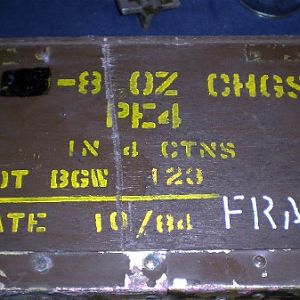 -8 OZ CHGS
PE4
IN 4 CTNS
OT BGW 123
ATE 10/84
FRA